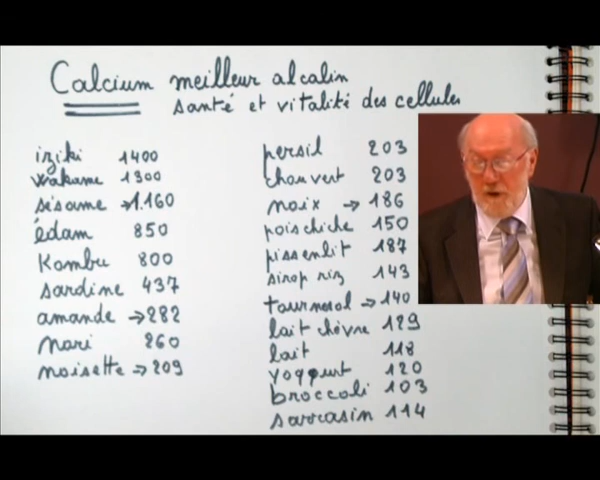 Calcium meilleur alcalin
santé et vitalité des cellules
iziki 1400
wakame 1300
sésame → 1.160
édam 850
Kombu 800
sardine 437
amande → 282
nori 260
noisette → 209
persil 203
chou vert 203
noix → 186
pois chiche 150
pissenlit 187
sirop riz 143
tournesol → 140
lait chèvre 129
lait 118
yogourt 120
broccoli 103
sarrasin 114